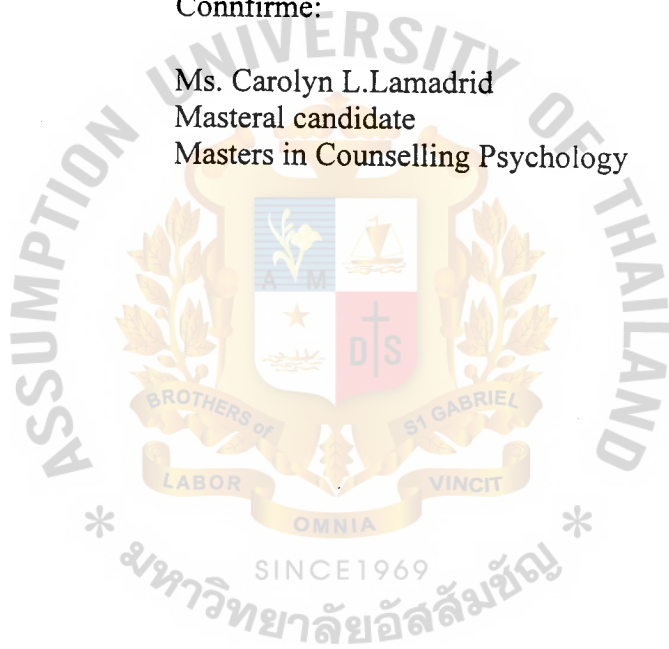 Connfirme:
Ms. Carolyn L.Lamadrid
Masteral candidate
Masters in Counselling Psychology
ASSUMPTION UNIVERSITY OF THAILAND
A M
D S
BROTHERS of
ST GABRIEL
LABOR
VINCIT
OMNIA
SINCE1969
* มหาวิทยาลัยอัสสัมชัญ *